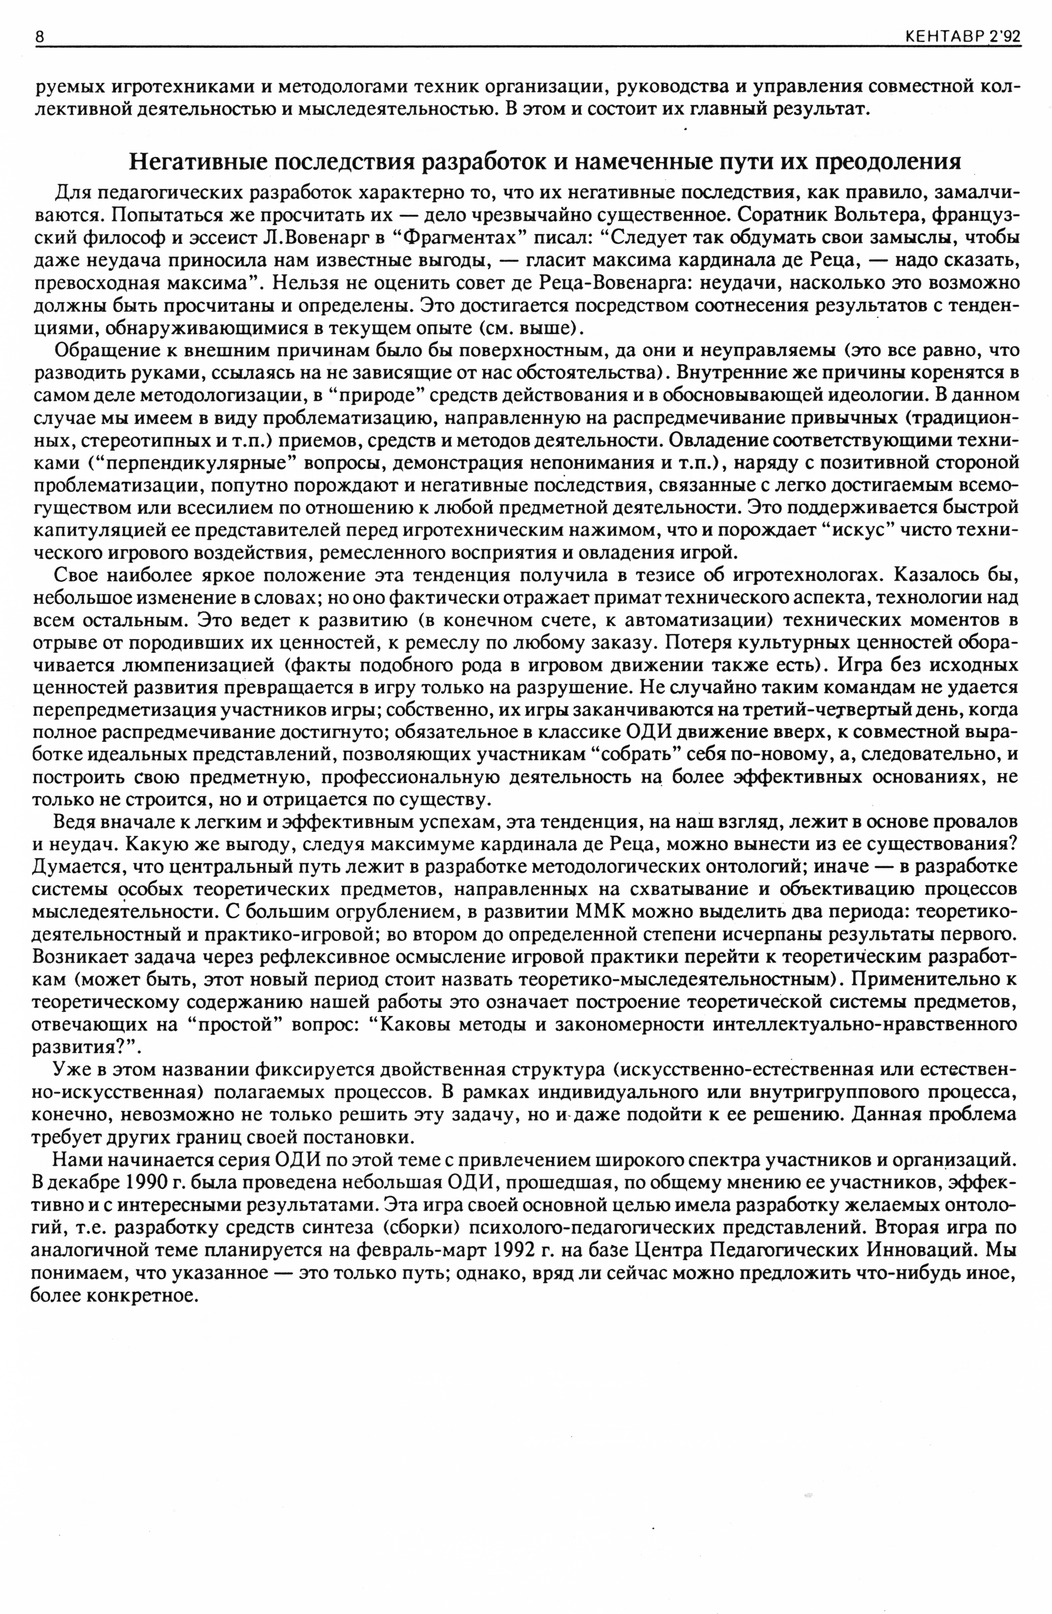 8
КЕНТАВР 2'92
руемых игротехниками и методологами техник организации, руководства и управления совместной кол-
лективной деятельностью и мыследеятельностью. В этом и состоит их главный результат.
Негативные последствия разработок и намеченные пути их преодоления
Для педагогических разработок характерно то, что их негативные последствия, как правило, замалчи-
ваются. Попытаться же просчитать их — дело чрезвычайно существенное. Соратник Вольтера, француз-
ский философ и эссеист Л.Вовенарг в “Фрагментах” писал: “Следует так обдумать свои замыслы, чтобы
даже неудача приносила нам известные выгоды, — гласит максима кардинала де Реца, — надо сказать,
превосходная максима”. Нельзя не оценить совет де Реца-Вовенарга: неудачи, насколько это возможно
должны быть просчитаны и определены. Это достигается посредством соотнесения результатов с тенден-
циями, обнаруживающимися в текущем опыте (см. выше).
Обращение к внешним причинам было бы поверхностным, да они и неуправляемы (это все равно, что
разводить руками, ссылаясь на не зависящие от нас обстоятельства). Внутренние же причины коренятся в
самом деле методологизации, в “природе” средств действования и в обосновывающей идеологии. В данном
случае мы имеем в виду проблематизацию, направленную на распредмечивание привычных (традицион-
ных, стереотипных и т.п.) приемов, средств и методов деятельности. Овладение соответствующими техни-
ками (“перпендикулярные” вопросы, демонстрация непонимания и т.п.), наряду с позитивной стороной
проблематизации, попутно порождают и негативные последствия, связанные с легко достигаемым всемо-
гуществом или всесилием по отношению к любой предметной деятельности. Это поддерживается быстрой
капитуляцией ее представителей перед игротехническим нажимом, что и порождает “искус” чисто техни-
ческого игрового воздействия, ремесленного восприятия и овладения игрой.
Свое наиболее яркое положение эта тенденция получила в тезисе об игротехнологах. Казалось бы,
небольшое изменение в словах; но оно фактически отражает примат технического аспекта, технологии над
всем остальным. Это ведет к развитию (в конечном счете, к автоматизации) технических моментов в
отрыве от породивших их ценностей, к ремеслу по любому заказу. Потеря культурных ценностей обора-
чивается люмпенизацией (факты подобного рода в игровом движении также есть). Игра без исходных
ценностей развития превращается в игру только на разрушение. Не случайно таким командам не удается
перепредметизация участников игры; собственно, их игры заканчиваются на третий-четвертый день, когда
полное распредмечивание достигнуто; обязательное в классике ОДИ движение вверх, к совместной выра-
ботке идеальных представлений, позволяющих участникам “собрать” себя по-новому, а, следовательно, и
построить свою предметную, профессиональную деятельность на более эффективных основаниях, не
только не строится, но и отрицается по существу.
Ведя вначале к легким и эффективным успехам, эта тенденция, на наш взгляд, лежит в основе провалов
и неудач. Какую же выгоду, следуя максимуме кардинала де Реца, можно вынести из ее существования?
Думается, что центральный путь лежит в разработке методологических онтологий; иначе — в разработке
системы особых теоретических предметов, направленных на схватывание и объективацию процессов
мыследеятельности. С большим огрублением, в развитии ММК можно выделить два периода: теоретико-
деятельностный и практико-игровой; во втором до определенной степени исчерпаны результаты первого.
Возникает задача через рефлексивное осмысление игровой практики перейти к теоретическим разработ-
кам (может быть, этот новый период стоит назвать теоретико-мыследеятельностным). Применительно к
теоретическому содержанию нашей работы это означает построение теоретической системы предметов,
отвечающих на “простой” вопрос: “Каковы методы и закономерности интеллектуально-нравственного
развития?”.
Уже в этом названии фиксируется двойственная структура (искусственно-естественная или естествен-
но-искусственная) полагаемых процессов. В рамках индивидуального или внутригруппового процесса,
конечно, невозможно не только решить эту задачу, но и даже подойти к ее решению. Данная проблема
требует других границ своей постановки.
Нами начинается серия ОДИ по этой теме с привлечением широкого спектра участников и организаций.
В декабре 1990 г. была проведена небольшая ОДИ, прошедшая, по общему мнению ее участников, эффек-
тивно и с интересными результатами. Эта игра своей основной целью имела разработку желаемых онтоло-
гий, т.е. разработку средств синтеза (сборки) психолого-педагогических представлений. Вторая игра по
аналогичной теме планируется на февраль-март 1992 г. на базе Центра Педагогических Инноваций. Мы
понимаем, что указанное — это только путь; однако, вряд ли сейчас можно предложить что-нибудь иное,
более конкретное.